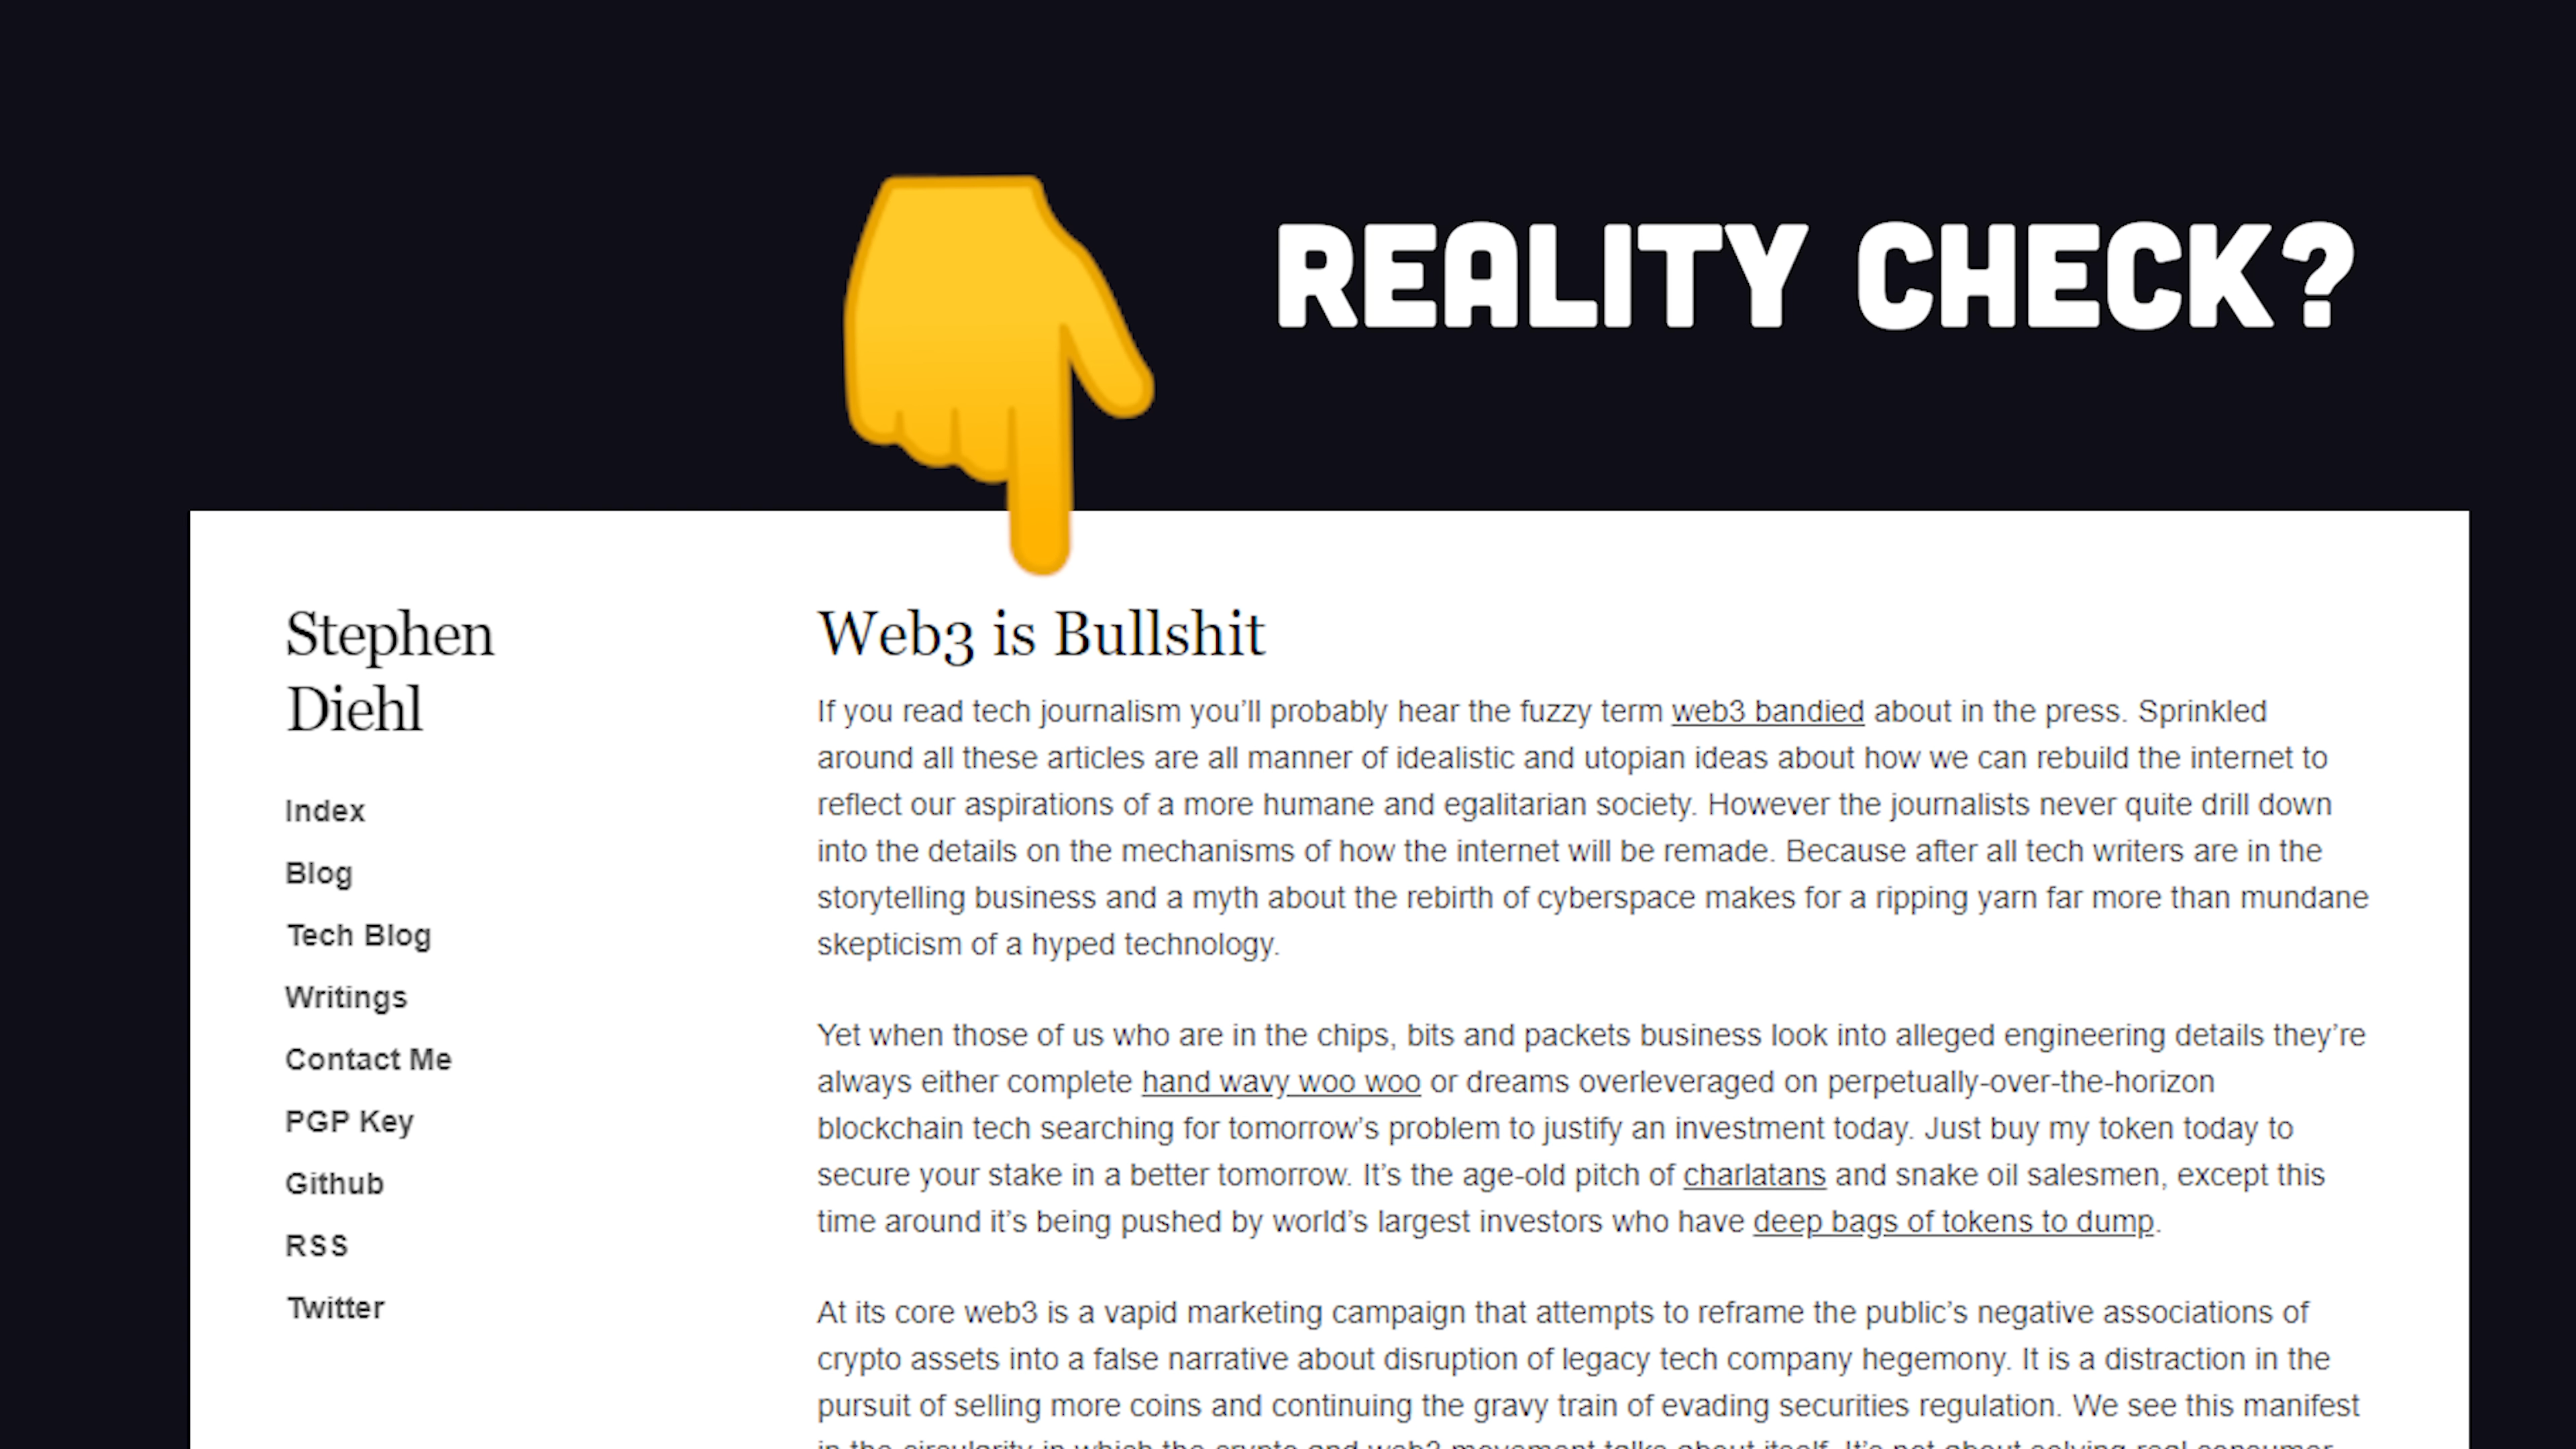 REALITY CHECK?
Stephen
Diehl
Index
Blog
Tech Blog
Writings
Contact Me
PGP Key
Github
RSS
Twitter
Web3 is Bullshit
If you read tech journalism you’ll probably hear the fuzzy term web3 bandied about in the press. Sprinkled
around all these articles are all manner of idealistic and utopian ideas about how we can rebuild the internet to
reflect our aspirations of a more humane and egalitarian society. However the journalists never quite drill down
into the details on the mechanisms of how the internet will be remade. Because after all tech writers are in the
storytelling business and a myth about the rebirth of cyberspace makes for a ripping yarn far more than mundane
skepticism of a hyped technology.
Yet when those of us who are in the chips, bits and packets business look into alleged engineering details they’re
always either complete hand wavy woo woo or dreams overleveraged on perpetually-over-the-horizon
blockchain tech searching for tomorrow’s problem to justify an investment today. Just buy my token today to
secure your stake in a better tomorrow. It’s the age-old pitch of charlatans and snake oil salesmen, except this
time around it’s being pushed by world’s largest investors who have deep bags of tokens to dump.
At its core web3 is a vapid marketing campaign that attempts to reframe the public’s negative associations of
crypto assets into a false narrative about disruption of legacy tech company hegemony. It is a distraction in the
pursuit of selling more coins and continuing the gravy train of evading securities regulation. We see this manifest